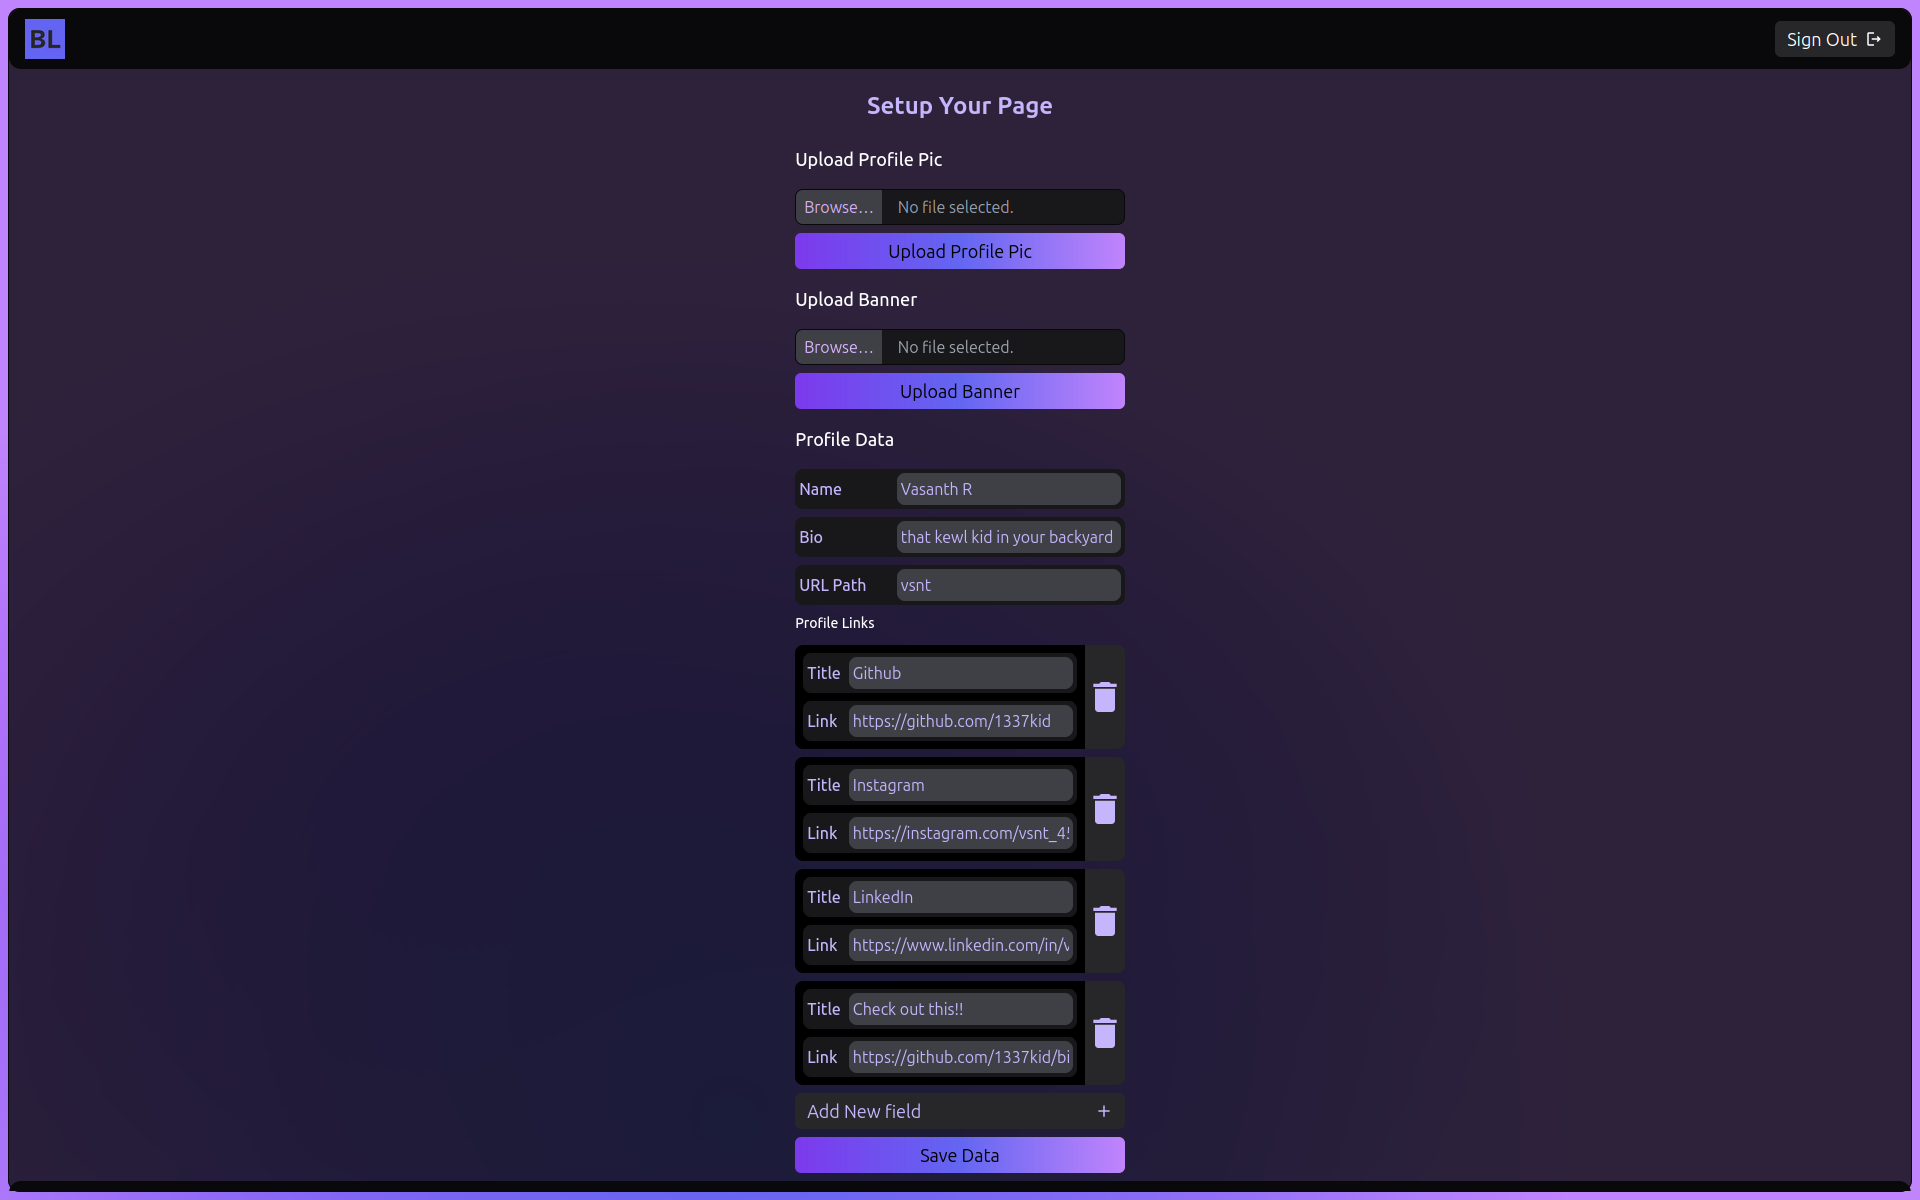 BL
Sign Out
Setup Your Page
Upload Profile Pic
Browse... No file selected.
Upload Profile Pic
Upload Banner
Browse... No file selected.
Upload Banner
Profile Data
Name Vasanth R
Bio that kewl kid in your backyard
URL Path vsnt
Profile Links
Title Github
Link https://github.com/1337kid
Title Instagram
Link https://instagram.com/vsnt_4
Title LinkedIn
Link https://www.linkedin.com/in/v
Title Check out this!!
Link https://github.com/1337kid/bi
Add New field +
Save Data